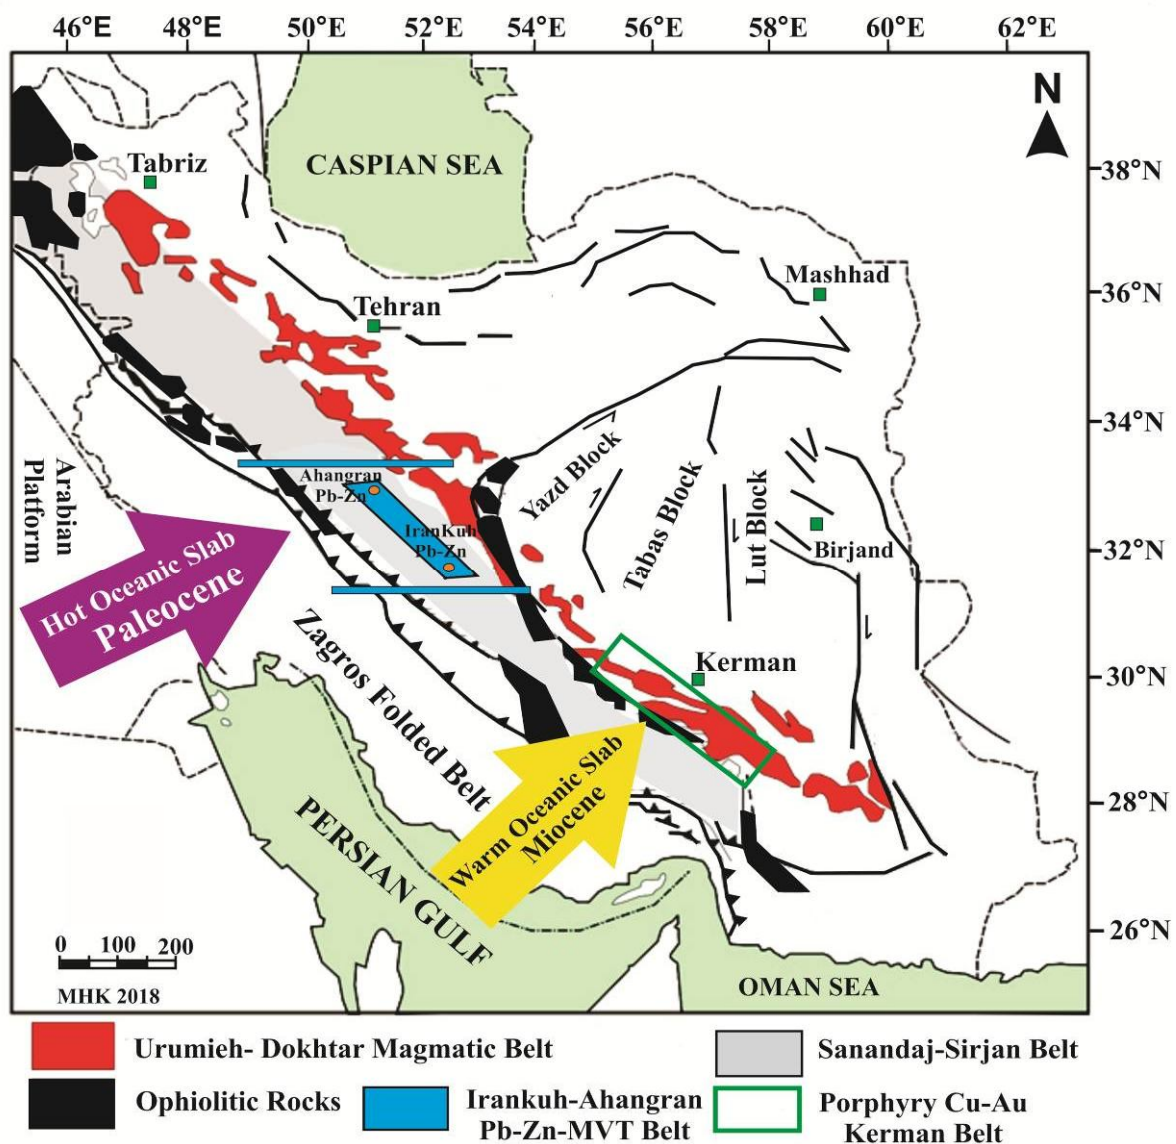 46°E 48°E 50°E 52°E 54°E 56°E 58°E 60°E 62°E
N
CASPIAN SEA
Tabriz
38°N
Mashhad
36°N
Tehran
34°N
Arabian
Platform
Ahangran
Pb-Zn
IranKuh
Pb-Zn
Yazd Block
Tabas Block
Lut Block
Birjand
32°N
Hot Oceanic Slab
Paleocene
Zagros Folded Belt
Kerman
30°N
Warm Oceanic Slab
Miocene
28°N
PERSIAN GULF
26°N
0 100 200
MHK 2018
OMAN SEA
Urumieh- Dokhtar Magmatic Belt
Sanandaj-Sirjan Belt
Ophiolitic Rocks
Irankuh-Ahangran
Pb-Zn-MVT Belt
Porphyry Cu-Au
Kerman Belt